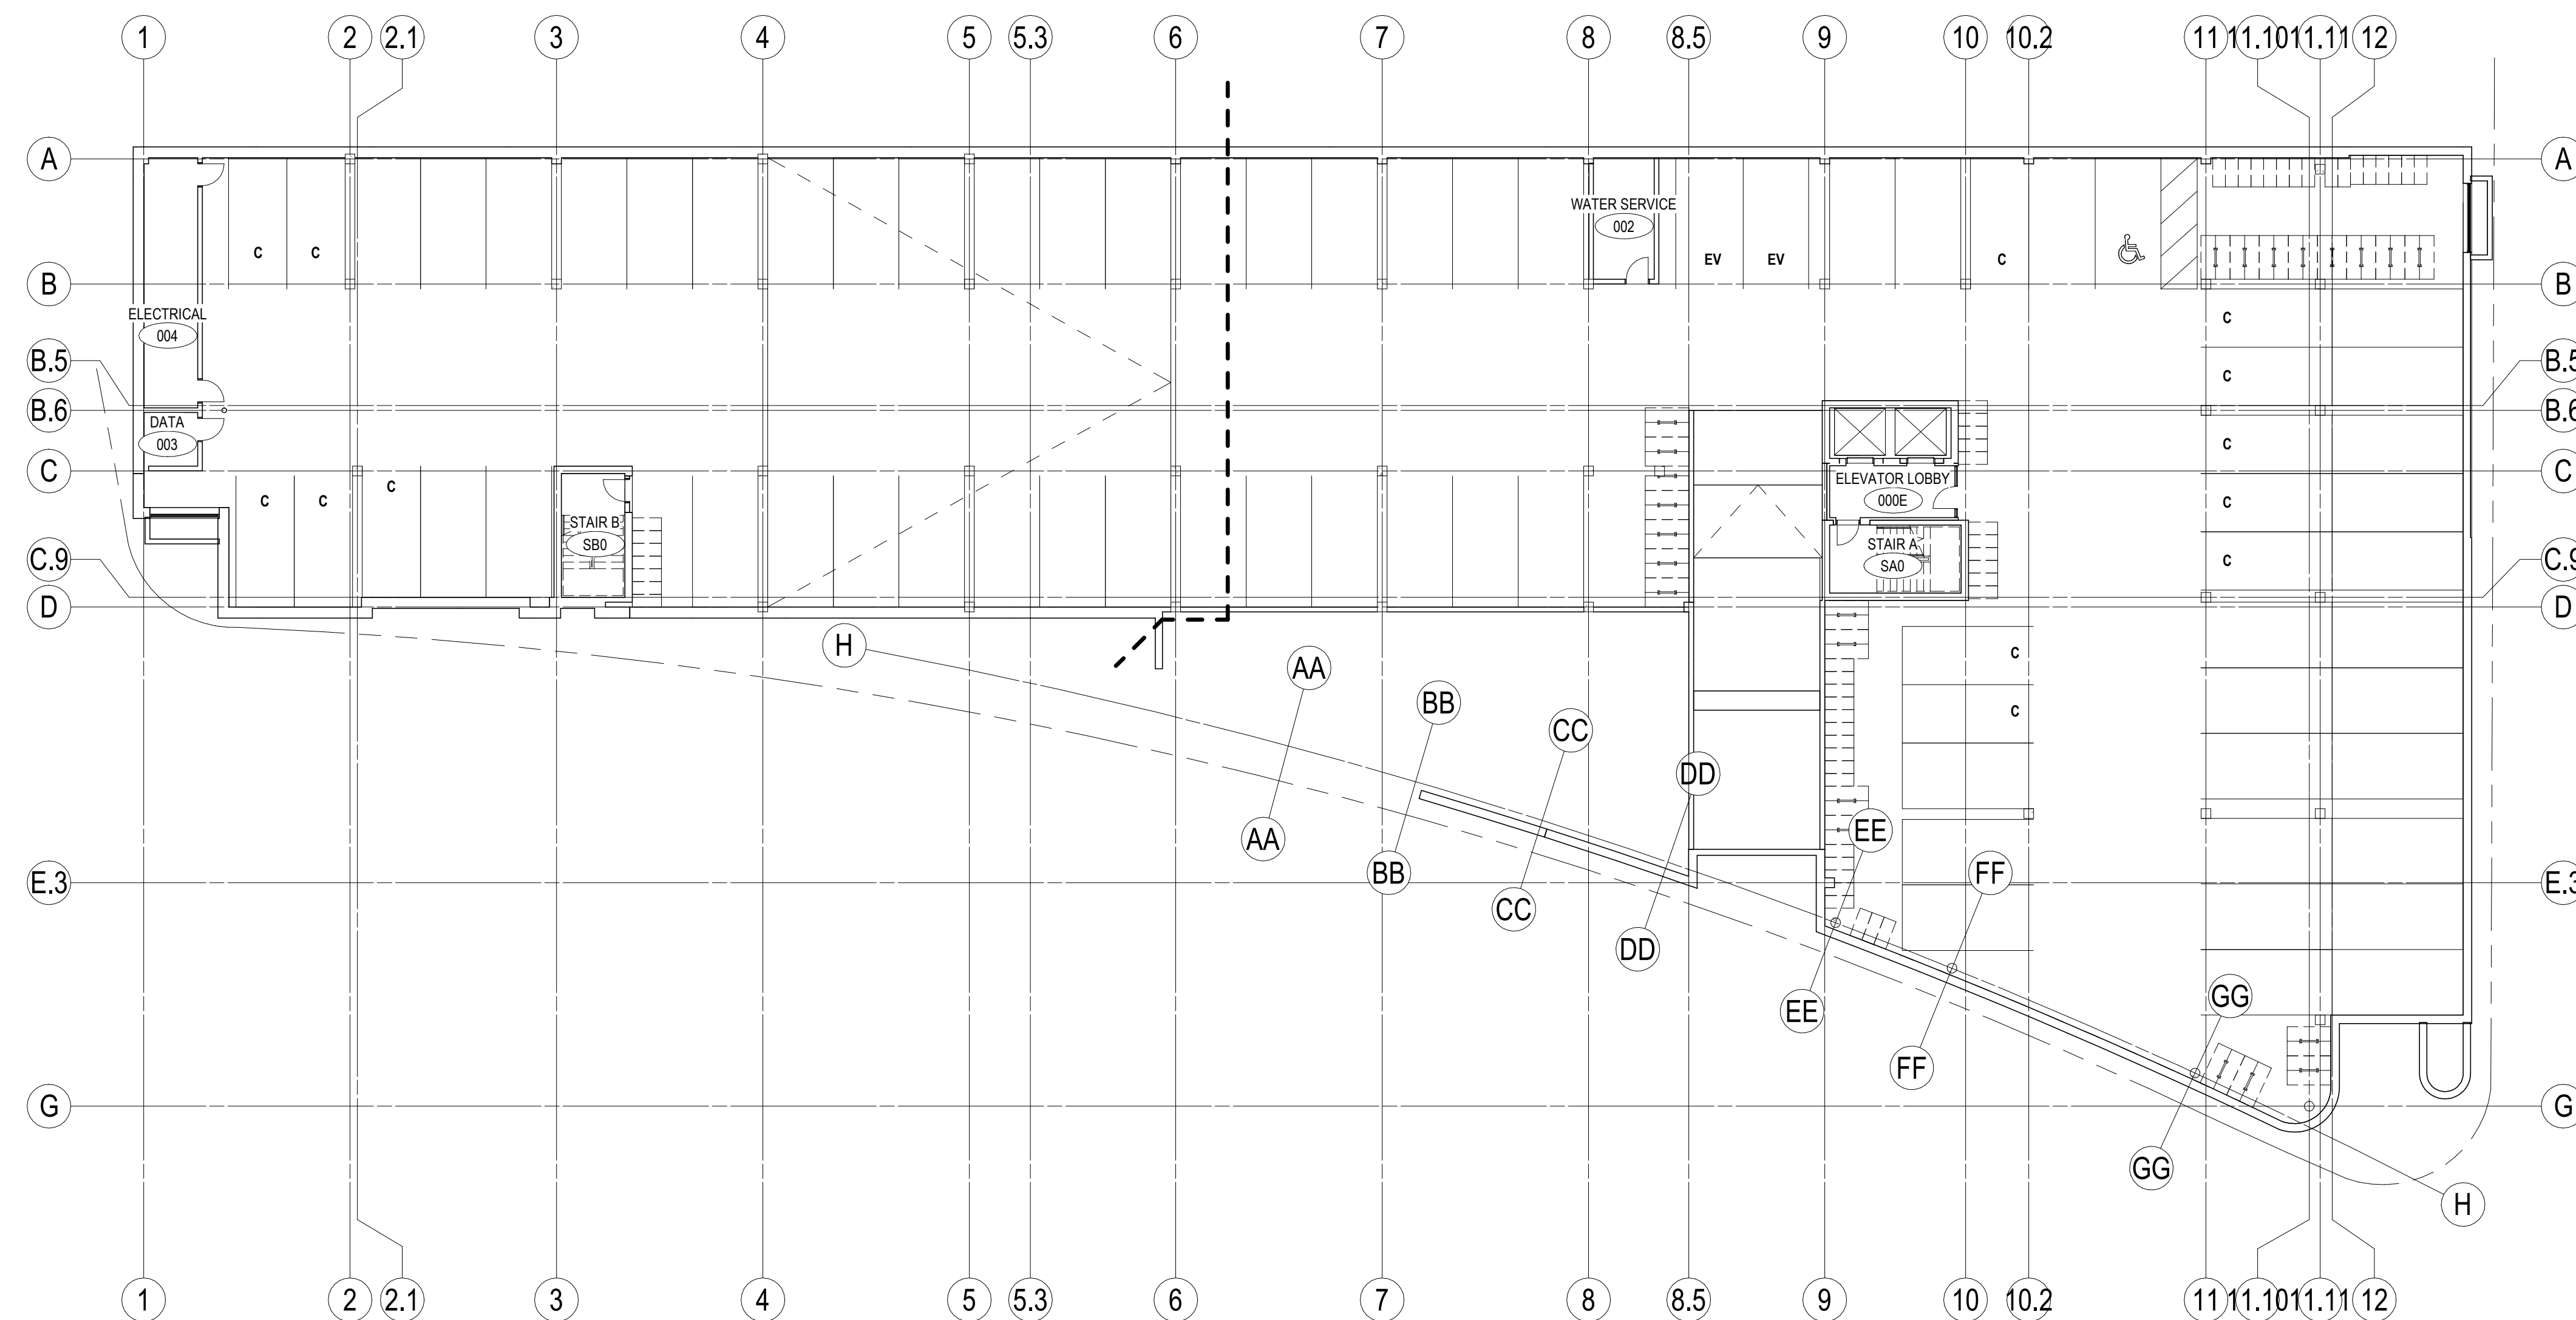 1 2 2.1 3 4 5 5.3 6 7 8 8.5 9 10 10.2 11 11.10 11.11 12
A A
WATER SERVICE
002
C C EV EV C
B B
ELECTRICAL
004
C
B.5 B.5
C
B.6 B.6
DATA
003
C
C C
C
ELEVATOR LOBBY
000E
C C C
STAIR B
SB0
STAIR A
SA0
C
C.9 C.9
D D
H
C
AA
BB
C
CC
DD
EE
AA
BB
FF
E.3 E.3
CC
DD
GG
EE
FF
G G
GG
H
1 2 2.1 3 4 5 5.3 6 7 8 8.5 9 10 10.2 11 11.10 11.11 12